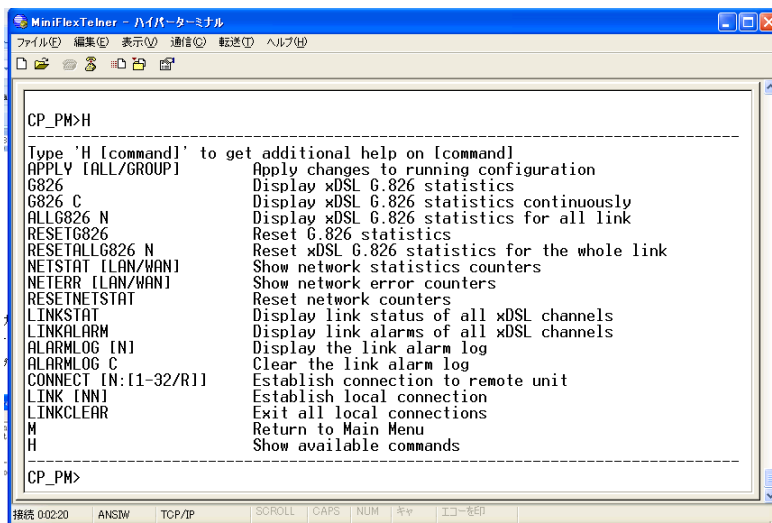 MiniFlexTelner - ハイパーターミナル
ファイル(F) 編集(E) 表示(V) 通信(C) 転送(T) ヘルプ(H)
CP_PM>H
Type 'H [command]' to get additional help on [command]
APPLY [ALL/GROUP] Apply changes to running configuration
G826 Display xDSL G.826 statistics
G826 C Display xDSL G.826 statistics continuously
ALLG826 N Display xDSL G.826 statistics for all link
RESETG826 Reset G.826 statistics
RESETALLG826 N Reset xDSL G.826 statistics for the whole link
NETSTAT [LAN/WAN] Show network statistics counters
NETERR [LAN/WAN] Show network error counters
RESETNETSTAT Reset network counters
LINKSTAT Display link status of all xDSL channels
LINKALARM Display link alarms of all xDSL channels
ALARMLOG [N] Display the link alarm log
ALARMLOG C Clear the link alarm log
CONNECT [N:[1-32/R]] Establish connection to remote unit
LINK [NN] Establish local connection
LINKCLEAR Exit all local connections
M Return to Main Menu
H Show available commands
CP_PM>
接続 0:02:20 ANSIW TCP/IP SCROLL CAPS NUM キャ エコーを印